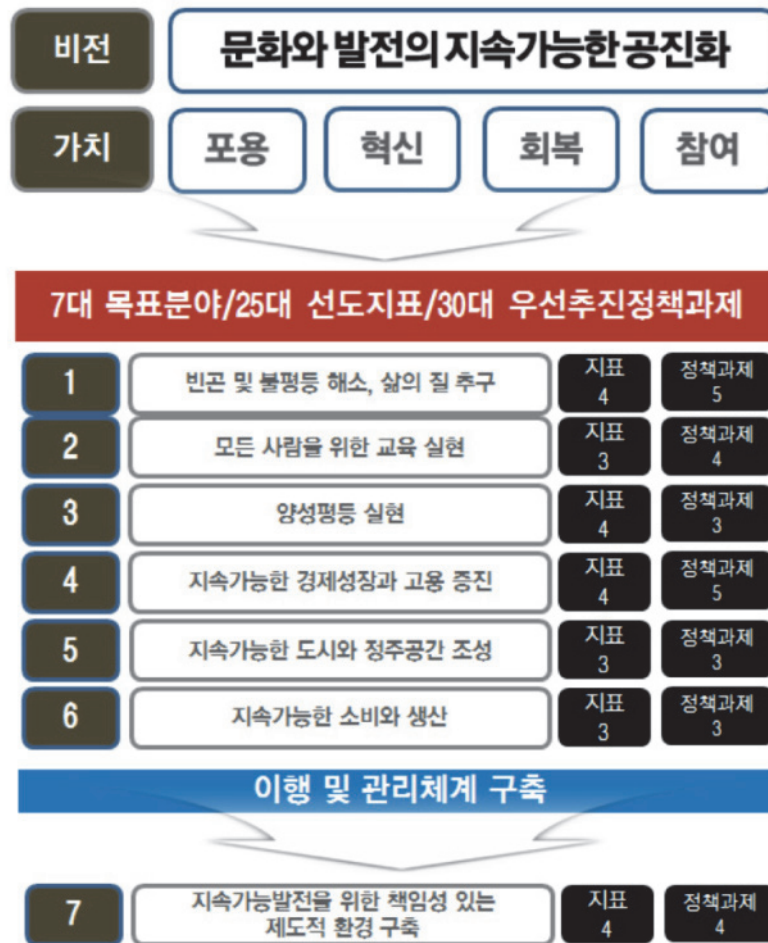 비전
문화와 발전의 지속가능한 공진화
가치
포용
혁신
회복
참여
7대 목표분야/25대 선도지표/30대 우선추진정책과제
1
빈곤 및 불평등 해소, 삶의 질 추구
지표
4
정책과제
5
2
모든 사람을 위한 교육 실현
지표
3
정책과제
4
3
양성평등 실현
지표
4
정책과제
3
4
지속가능한 경제성장과 고용 증진
지표
4
정책과제
5
5
지속가능한 도시와 정주공간 조성
지표
3
정책과제
3
6
지속가능한 소비와 생산
지표
3
정책과제
3
이행 및 관리체계 구축
7
지속가능발전을 위한 책임성 있는
제도적 환경 구축
지표
4
정책과제
4